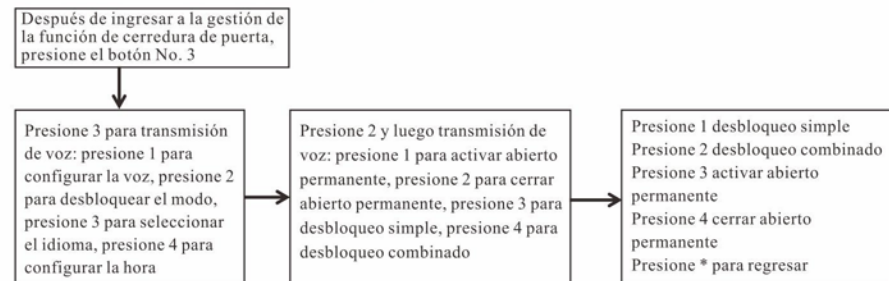 Después de ingresar a la gestión de
la función de cerredura de puerta,
presione el botón No. 3
Presione 3 para transmisión
de voz: presione 1 para
configurar la voz, presione 2
para desbloquear el modo,
presione 3 para seleccionar
el idioma, presione 4 para
configurar la hora
Presione 2 y luego transmisión de
voz: presione 1 para activar abierto
permanente, presione 2 para cerrar
abierto permanente, presione 3 para
desbloqueo simple, presione 4 para
desbloqueo combinado
Presione 1 desbloqueo simple
Presione 2 desbloqueo combinado
Presione 3 activar abierto
permanente
Presione 4 cerrar abierto
permanente
Presione * para regresar